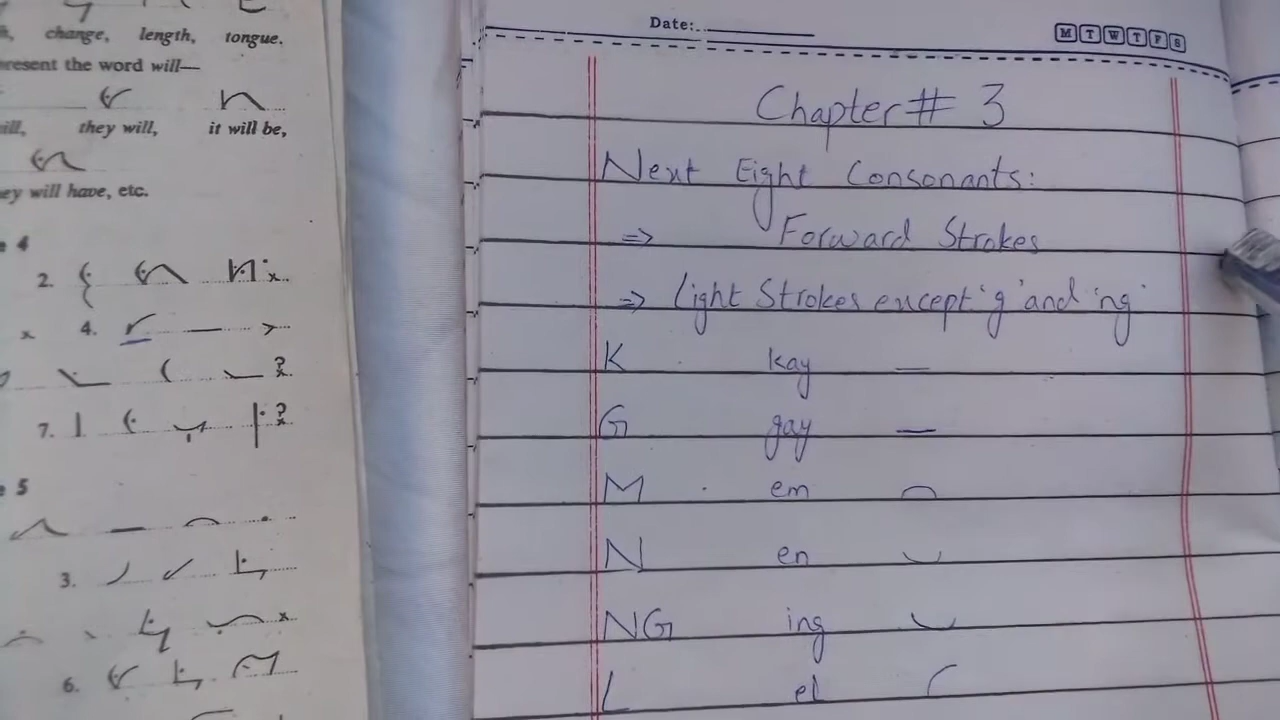 change, length, tongue.
resent the word will—
they will, it will be,
ey will have, etc.
4
2.
4.
7.
5
3.
6.
Date:
M T W T F S
Chapter # 3
Next Eight Consonants:
⇒ Forward Strokes
⇒ Light Strokes except 'g' and 'ng'
K kay
G gay
M em
N en
NG ing
L el